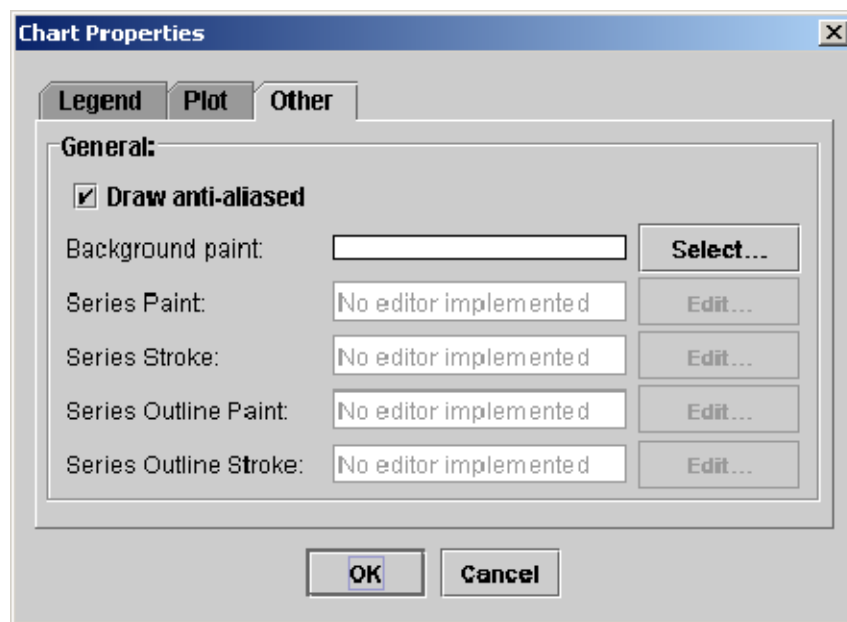 Chart Properties
Legend Plot Other
General:
Draw anti-aliased
Background paint: Select...
Series Paint: No editor implemented Edit...
Series Stroke: No editor implemented Edit...
Series Outline Paint: No editor implemented Edit...
Series Outline Stroke: No editor implemented Edit...
OK Cancel